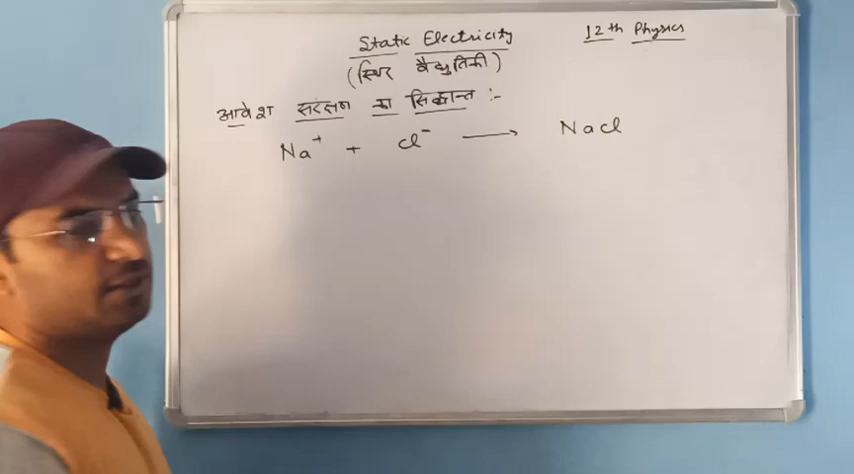 Static Electricity
12th Physics
(स्थिर वैद्युतिकी)
आवेश संरक्षण का सिद्धान्त :-
Na⁺ + Cl⁻ ⟶ NaCl